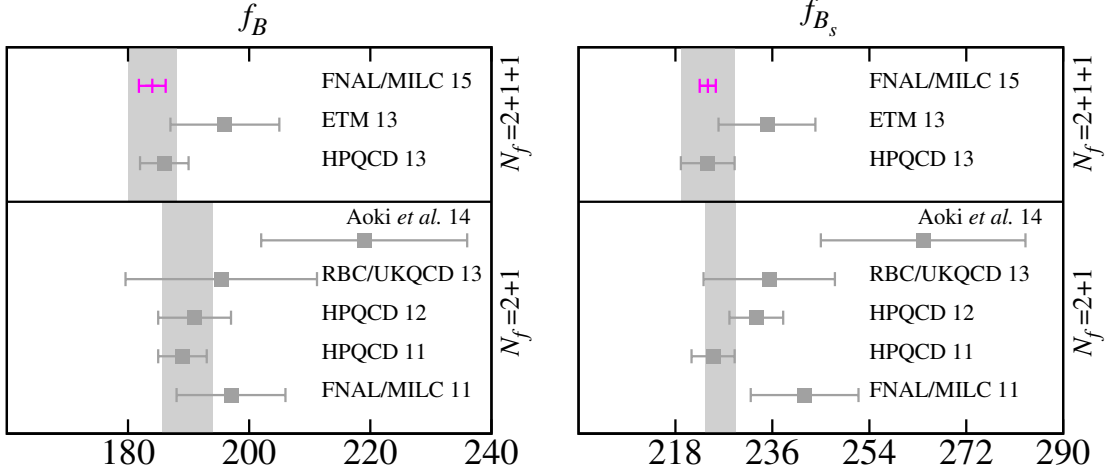 f_B
FNAL/MILC 15
ETM 13
HPQCD 13
N_f=2+1+1
Aoki et al. 14
RBC/UKQCD 13
HPQCD 12
HPQCD 11
FNAL/MILC 11
N_f=2+1
180 200 220 240
f_{B_s}
FNAL/MILC 15
ETM 13
HPQCD 13
N_f=2+1+1
Aoki et al. 14
RBC/UKQCD 13
HPQCD 12
HPQCD 11
FNAL/MILC 11
N_f=2+1
218 236 254 272 290